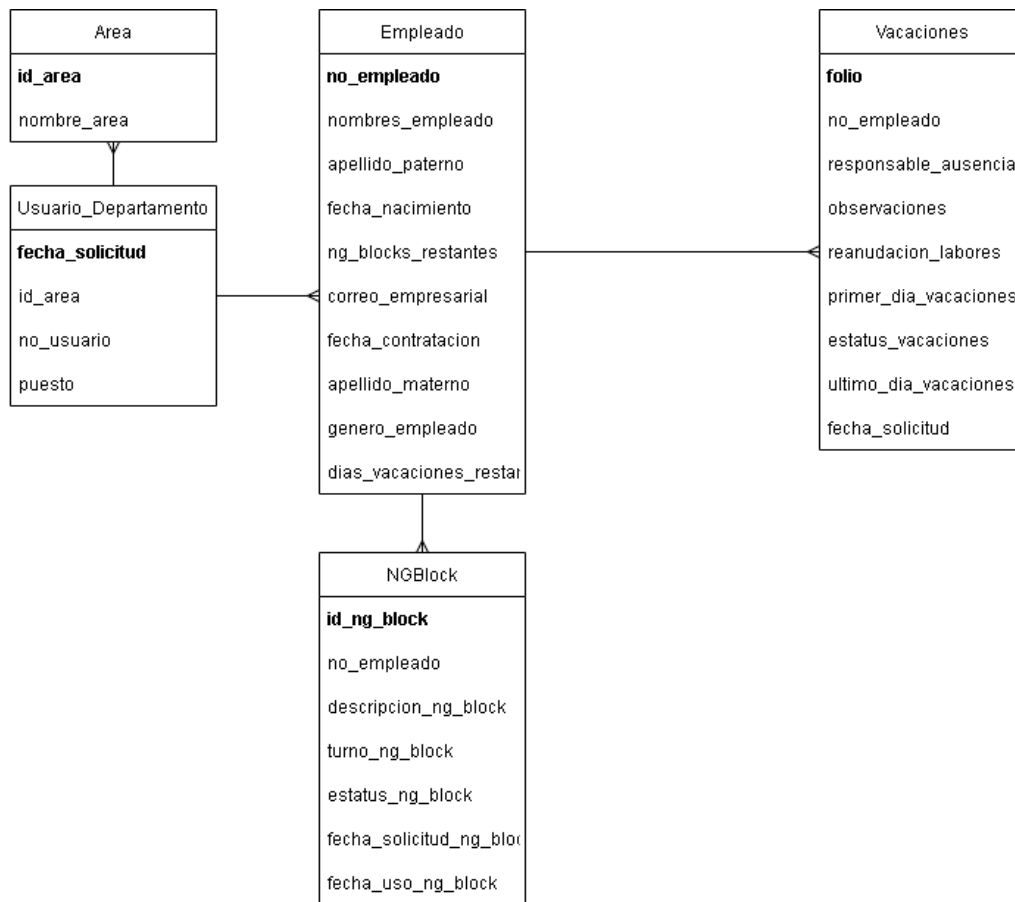 Area
id_area
nombre_area
Usuario_Departamento
fecha_solicitud
id_area
no_usuario
puesto
Empleado
no_empleado
nombres_empleado
apellido_paterno
fecha_nacimiento
ng_blocks_restantes
correo_empresarial
fecha_contratacion
apellido_materno
genero_empleado
dias_vacaciones_restar
NGBlock
id_ng_block
no_empleado
descripcion_ng_block
turno_ng_block
estatus_ng_block
fecha_solicitud_ng_bloc
fecha_uso_ng_block
Vacaciones
folio
no_empleado
responsable_ausencia
observaciones
reanudacion_labores
primer_dia_vacaciones
estatus_vacaciones
ultimo_dia_vacaciones
fecha_solicitud